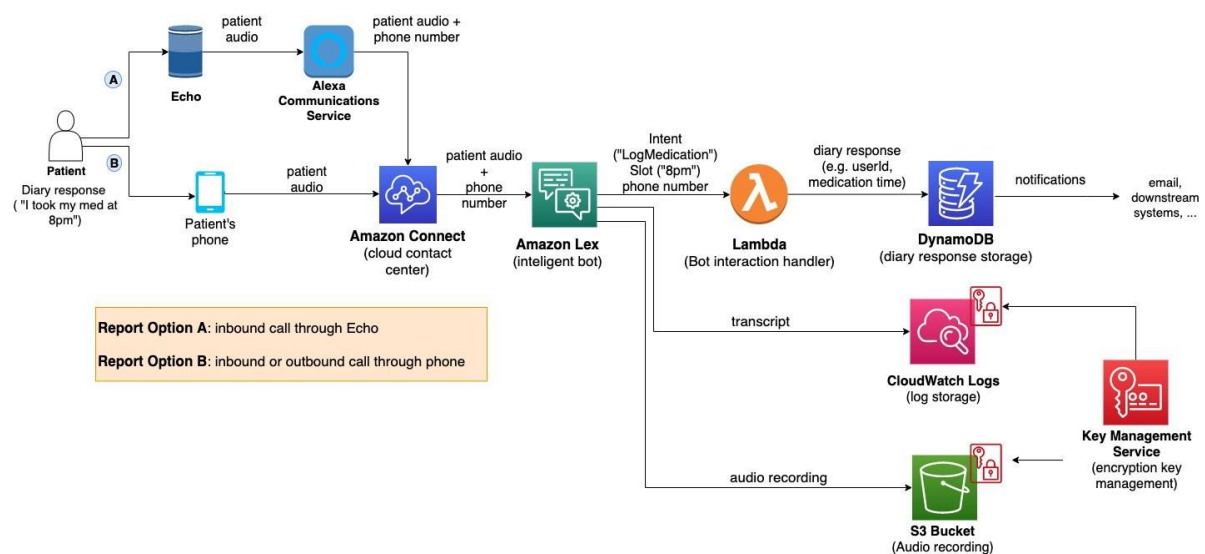 patient
audio
patient audio +
phone number
A
Echo
Alexa
Communications
Service
Patient
Diary response
( "I took my med at
8pm")
B
Patient's
phone
patient
audio
Amazon Connect
(cloud contact
center)
patient audio
+
phone
number
Amazon Lex
(inteligent bot)
Intent
("LogMedication")
Slot ("8pm")
phone number
Lambda
(Bot interaction handler)
diary response
(e.g. userId,
medication time)
DynamoDB
(diary response storage)
notifications
email,
downstream
systems, ...
Report Option A: inbound call through Echo
Report Option B: inbound or outbound call through phone
transcript
CloudWatch Logs
(log storage)
Key Management
Service
(encryption key
management)
audio recording
S3 Bucket
(Audio recording)